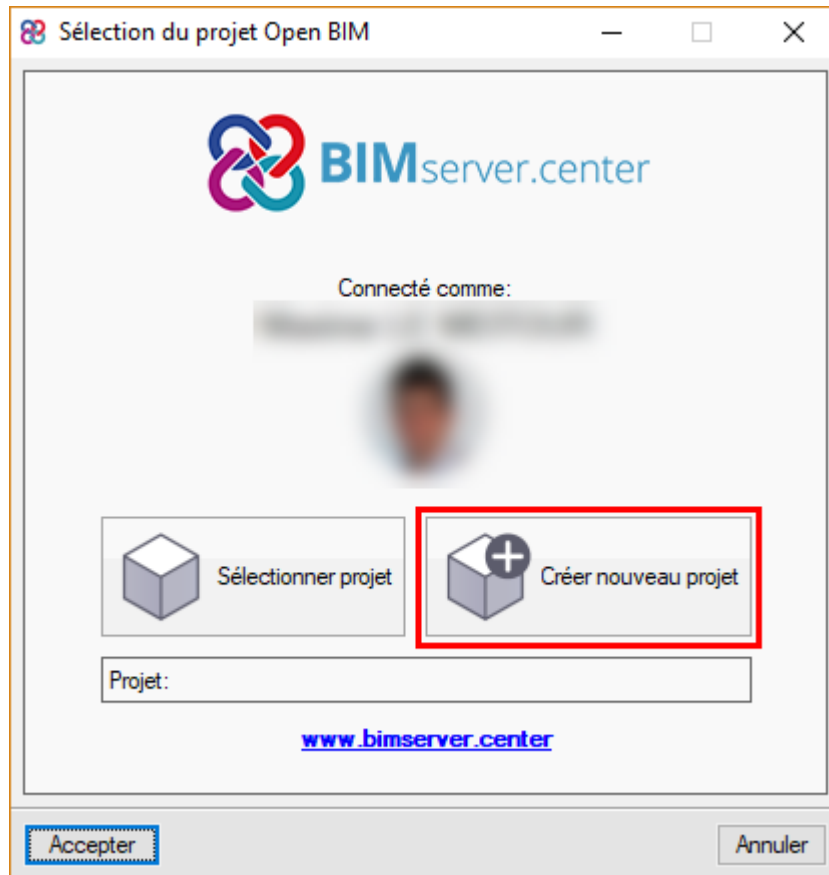 Sélection du projet Open BIM
BIMserver.center
Connecté comme:
Sélectionner projet
Créer nouveau projet
Projet:
www.bimserver.center
Accepter
Annuler